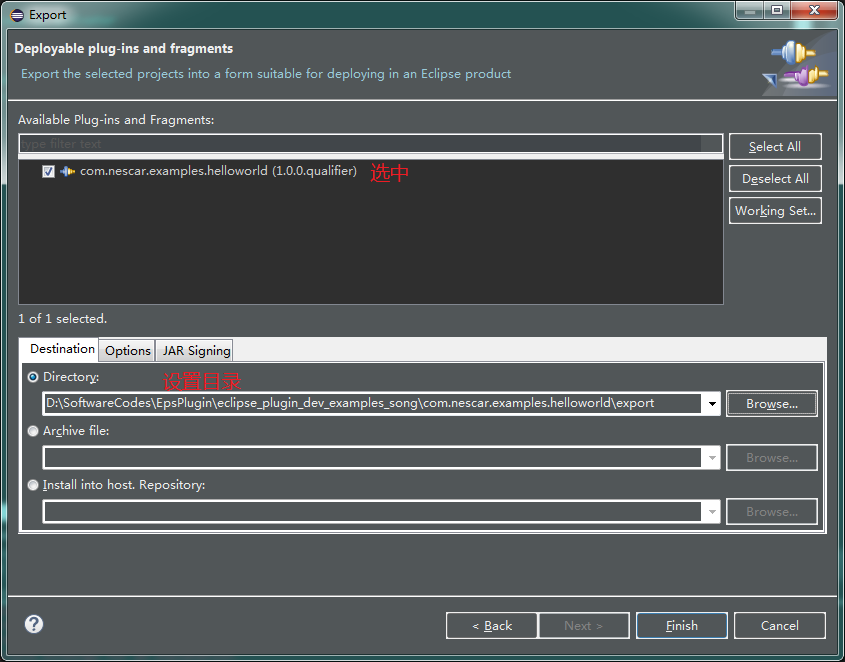 Export
Deployable plug-ins and fragments
Export the selected projects into a form suitable for deploying in an Eclipse product
Available Plug-ins and Fragments:
type filter text
Select All
com.nescar.examples.helloworld (1.0.0.qualifier) 选中
Deselect All
Working Set...
1 of 1 selected.
Destination Options JAR Signing
Directory: 设置目录
D:\SoftwareCodes\EpsPlugin\eclipse_plugin_dev_examples_song\com.nescar.examples.helloworld\export Browse...
Archive file:
Browse...
Install into host. Repository:
Browse...
? < Back Next > Finish Cancel